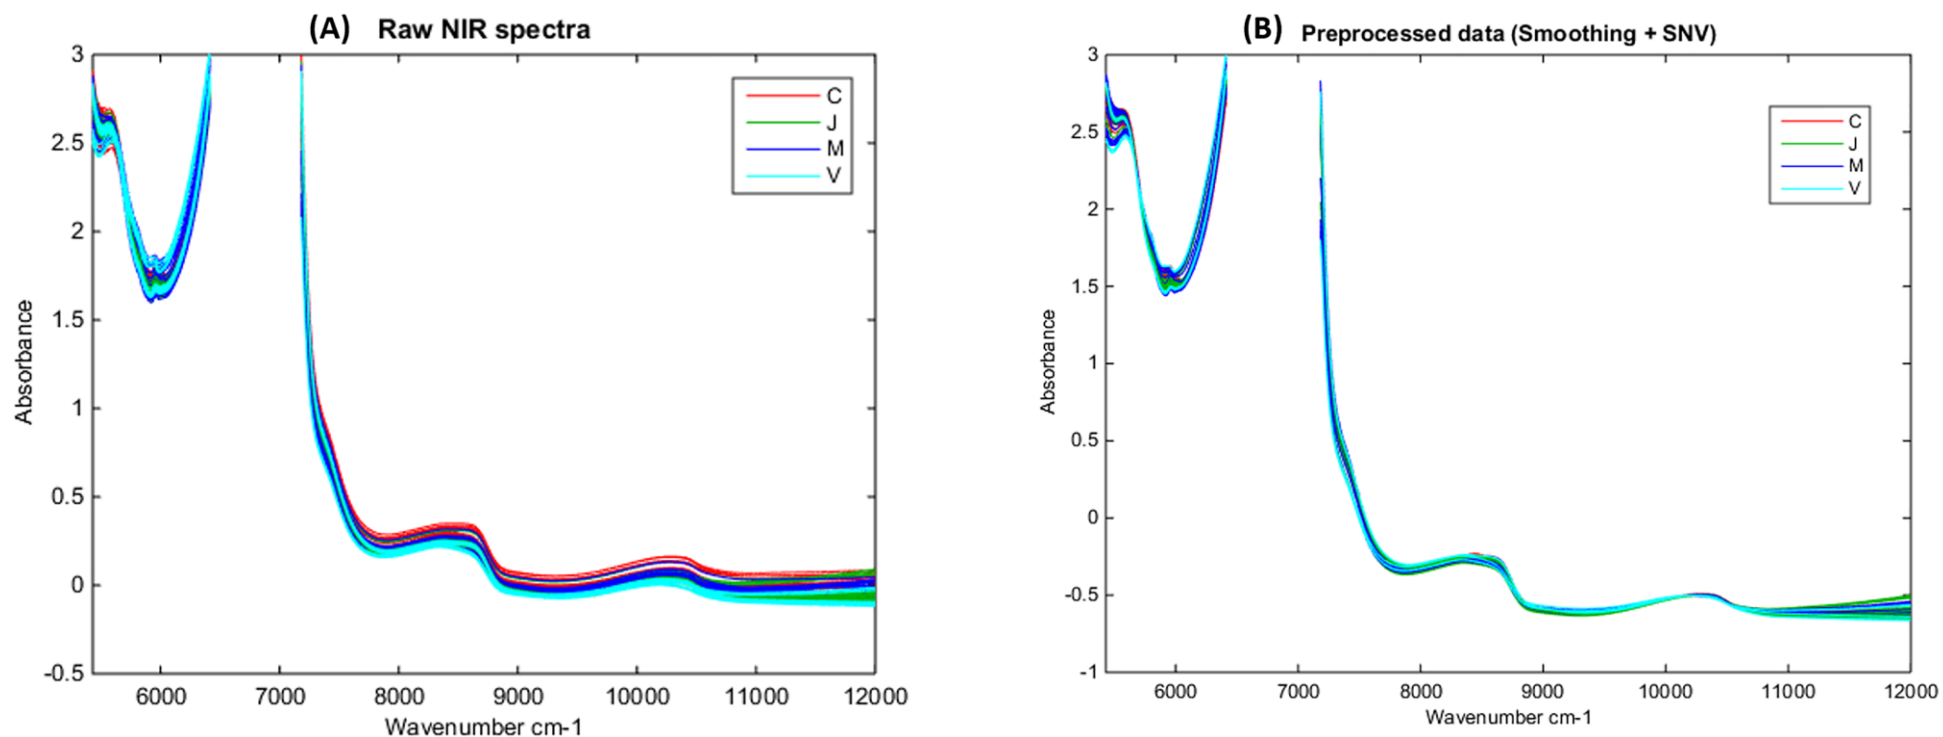 (A) Raw NIR spectra
3
2.5
2
1.5
1
0.5
0
-0.5
Absorbance
C
J
M
V
6000 7000 8000 9000 10000 11000 12000
Wavenumber cm-1
(B) Preprocessed data (Smoothing + SNV)
3
2.5
2
1.5
1
0.5
0
-0.5
-1
Absorbance
C
J
M
V
6000 7000 8000 9000 10000 11000 12000
Wavenumber cm-1